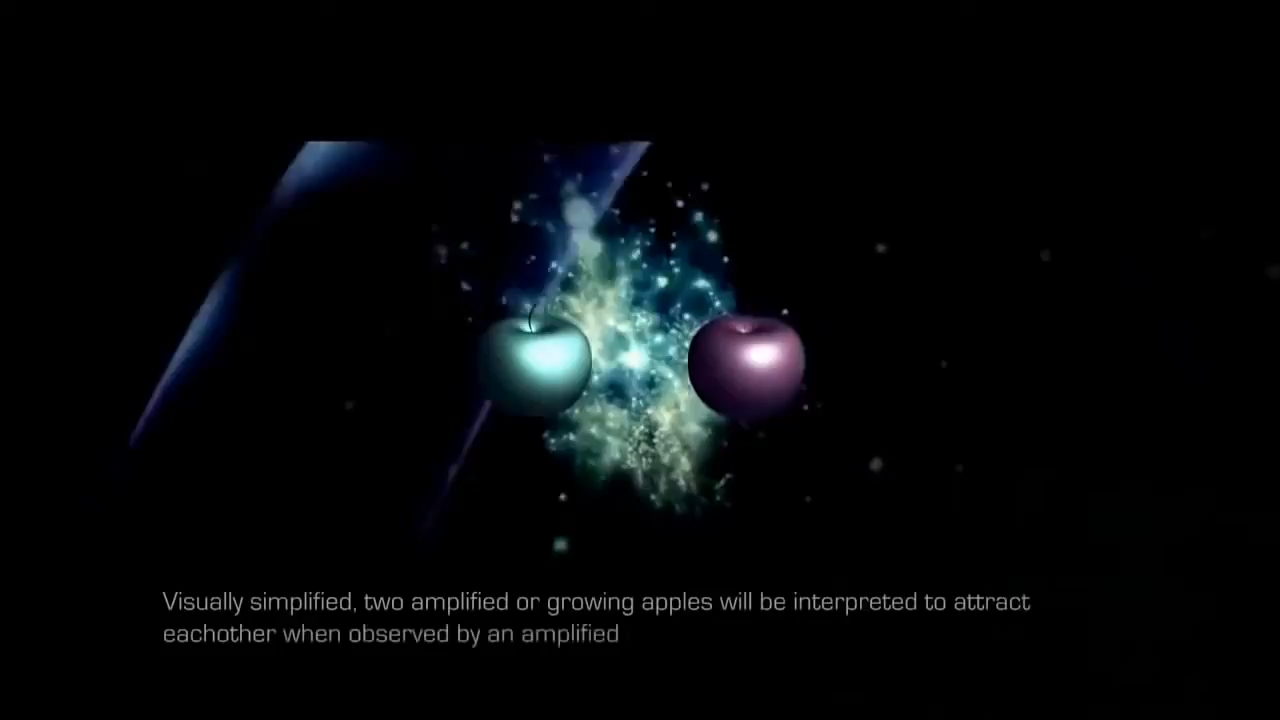 Visually simplified, two amplified or growing apples will be interpreted to attract
eachother when observed by an amplified